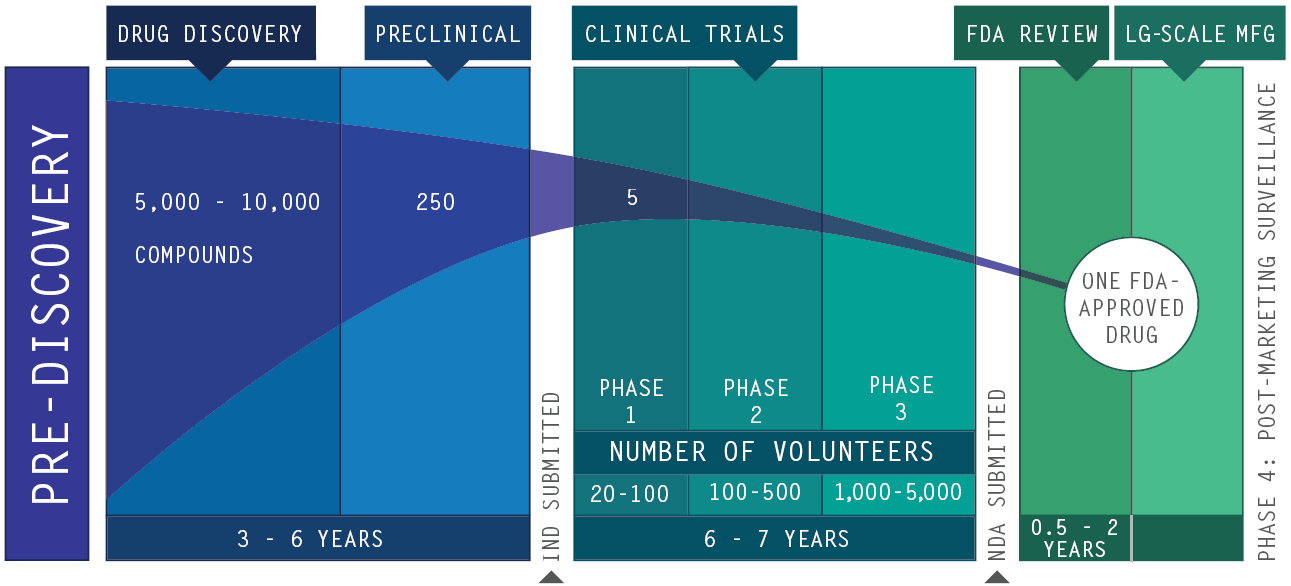 PRE-DISCOVERY
DRUG DISCOVERY
PRECLINICAL
CLINICAL TRIALS
FDA REVIEW
LG-SCALE MFG
5,000 - 10,000
COMPOUNDS
250
5
ONE FDA-
APPROVED
DRUG
PHASE
1
PHASE
2
PHASE
3
NUMBER OF VOLUNTEERS
20-100
100-500
1,000-5,000
3 - 6 YEARS
IND SUBMITTED
6 - 7 YEARS
NDA SUBMITTED
0.5 - 2
YEARS
PHASE 4: POST-MARKETING SURVEILLANCE